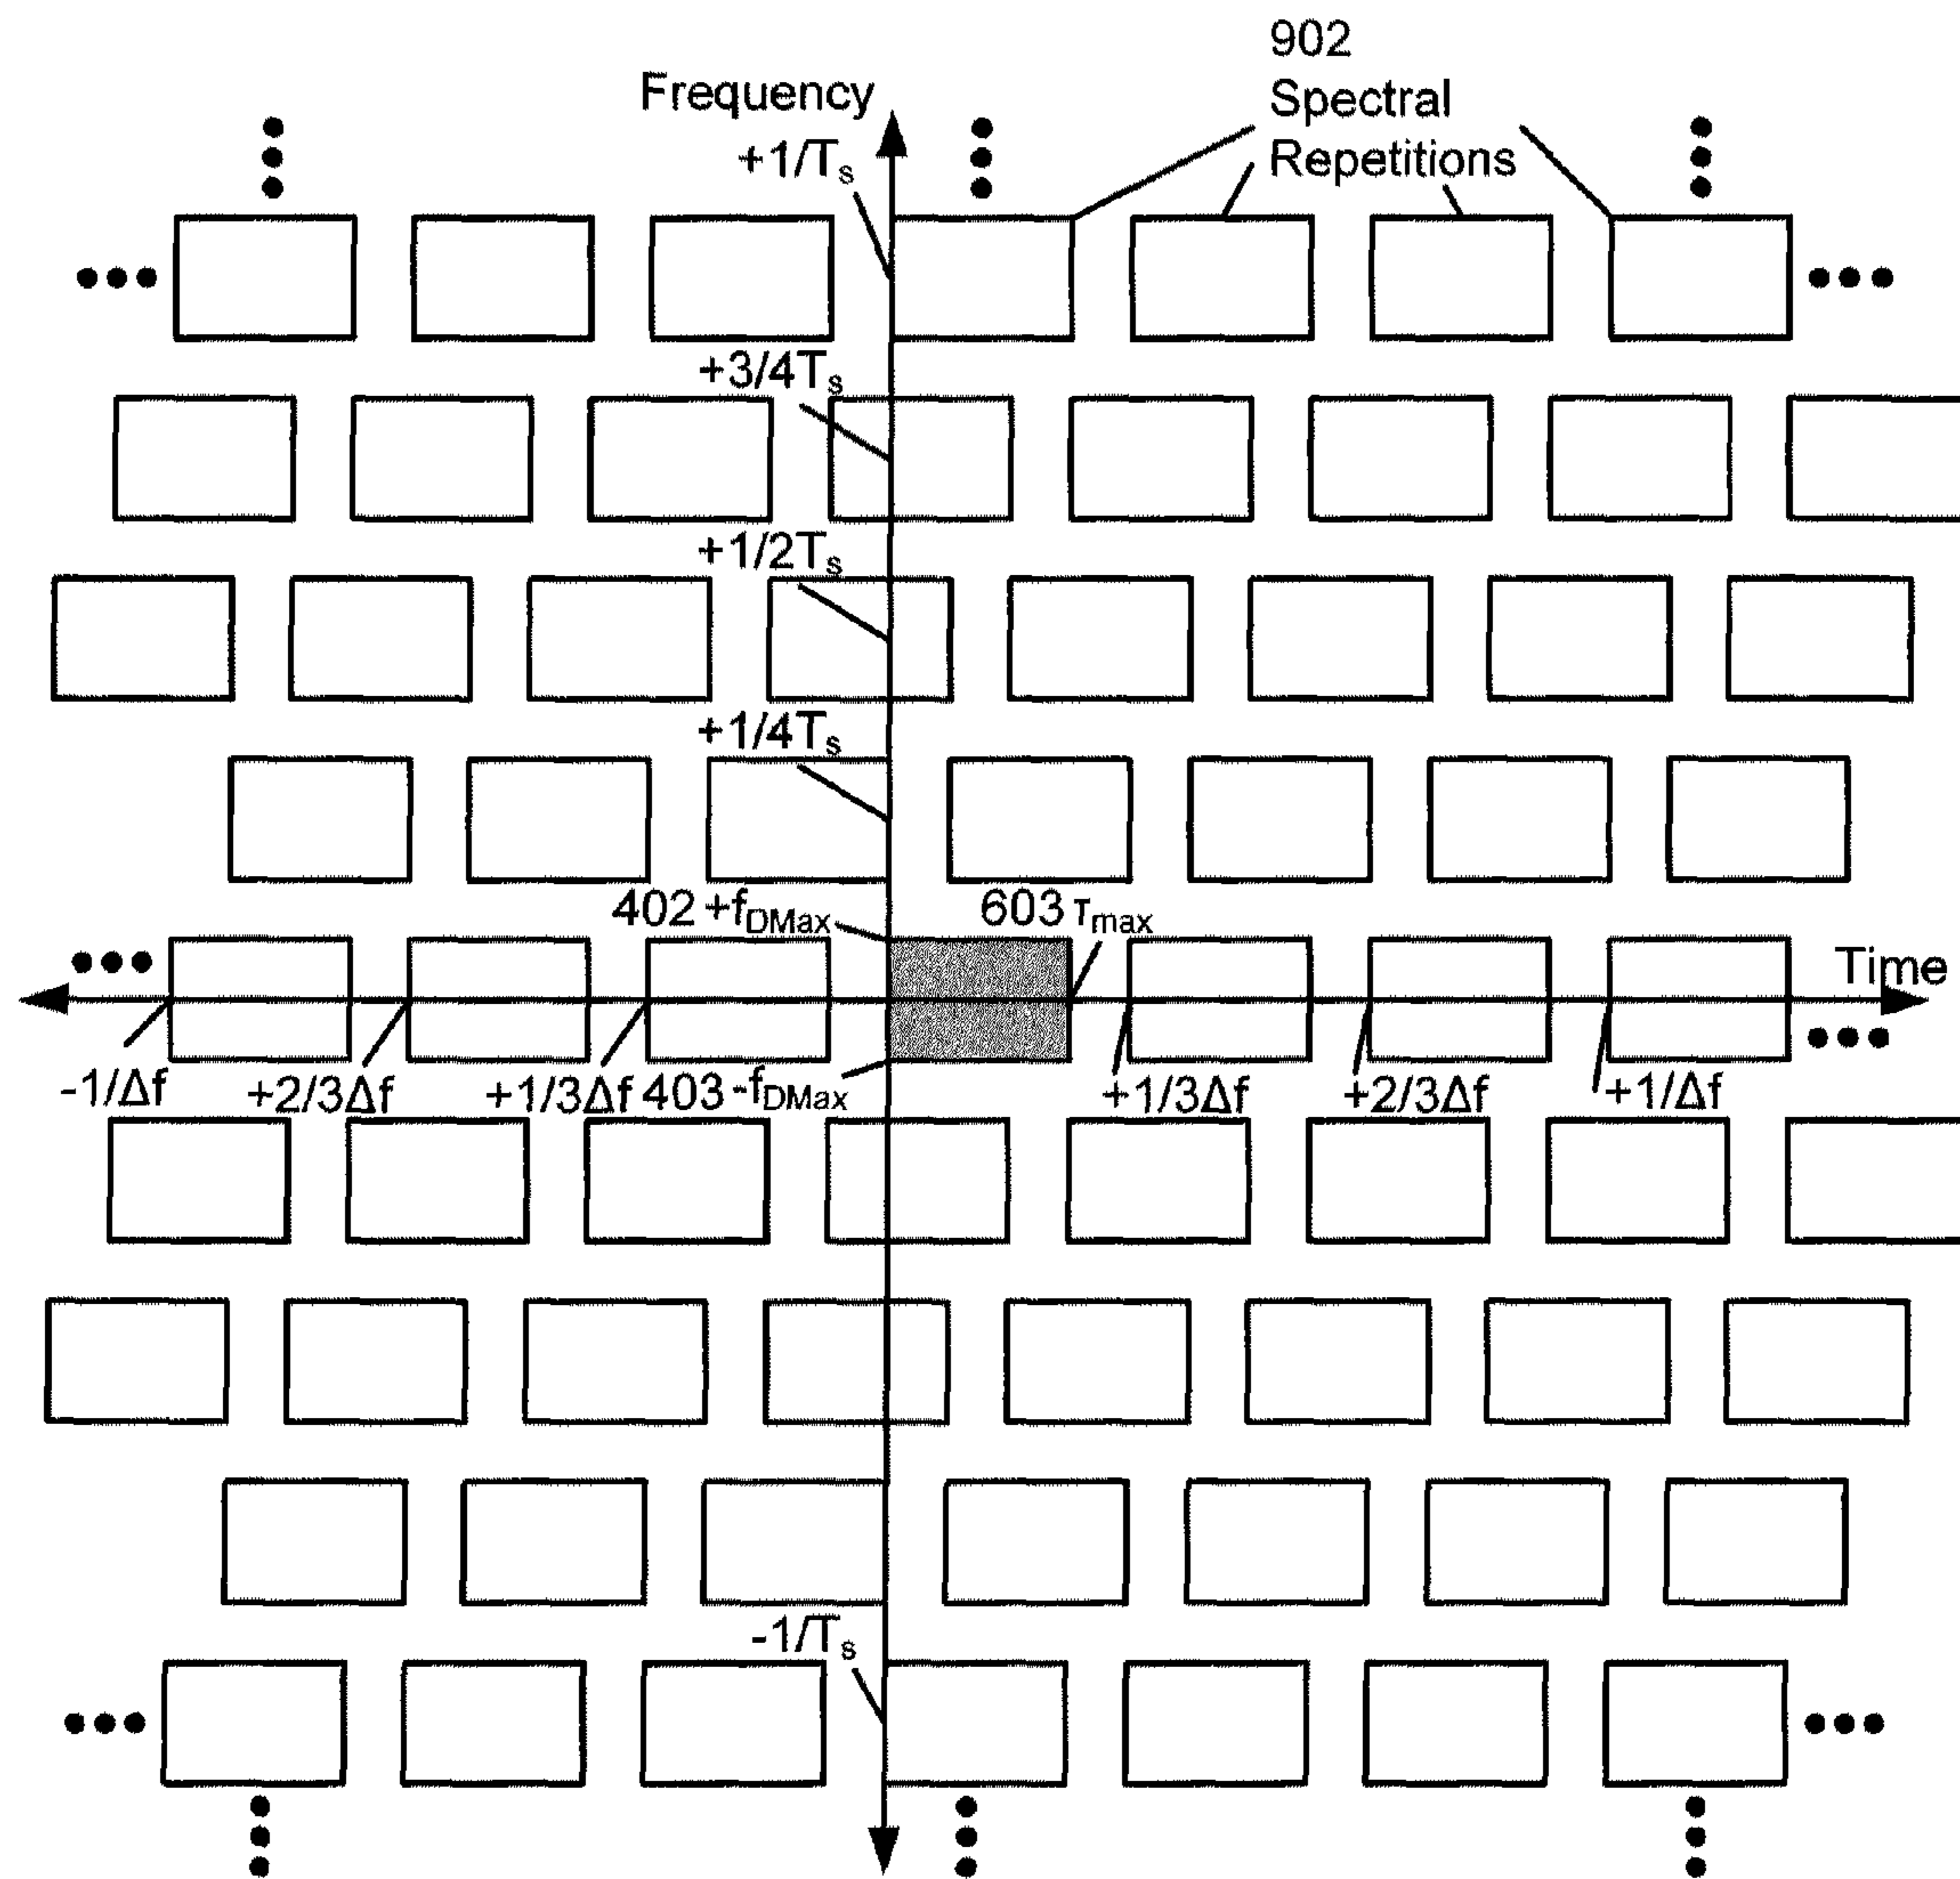 902
Spectral
Repetitions
Frequency
+1/Ts
+3/4Ts
+1/2Ts
+1/4Ts
402 +fDMax
603 τmax
Time
-1/Δf
+2/3Δf
+1/3Δf
403 -fDMax
+1/3Δf
+2/3Δf
+1/Δf
-1/Ts